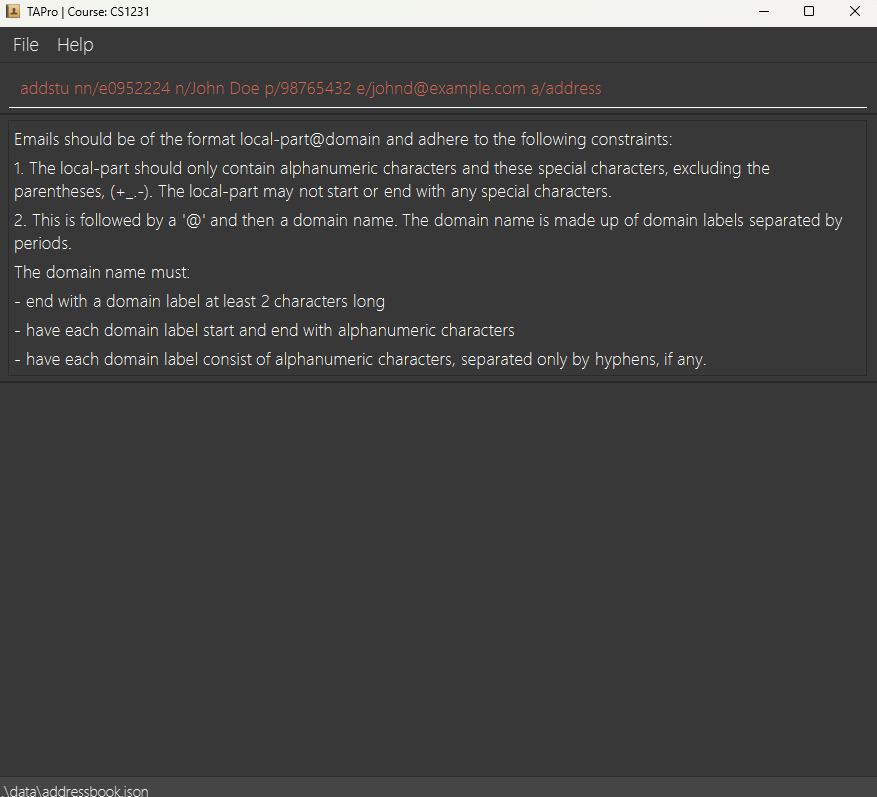 TAPro | Course: CS1231
File Help
addstu nn/e0952224 n/John Doe p/98765432 e/johnd@example.com a/address
Emails should be of the format local-part@domain and adhere to the following constraints:
1. The local-part should only contain alphanumeric characters and these special characters, excluding the
parentheses, (+_.-). The local-part may not start or end with any special characters.
2. This is followed by a '@' and then a domain name. The domain name is made up of domain labels separated by
periods.
The domain name must:
- end with a domain label at least 2 characters long
- have each domain label start and end with alphanumeric characters
- have each domain label consist of alphanumeric characters, separated only by hyphens, if any.
.\data\addressbook.json